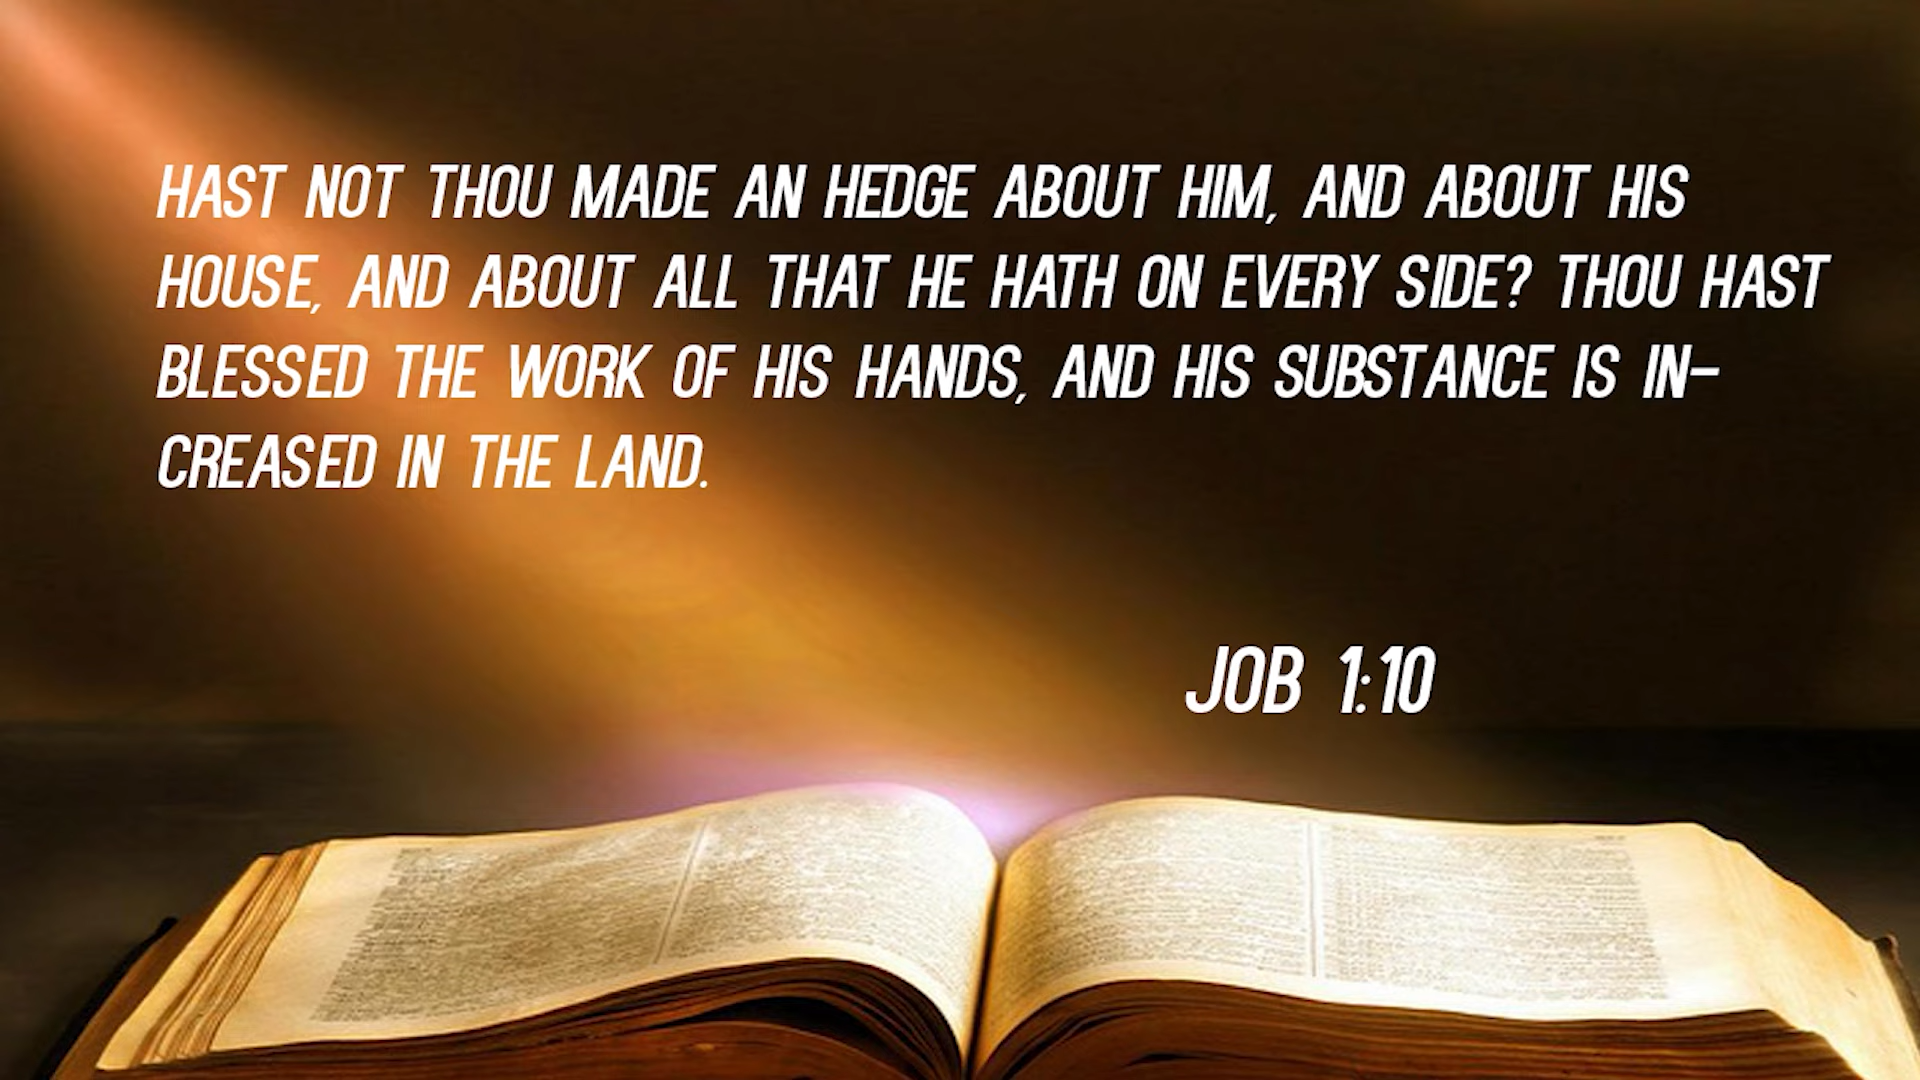 HAST NOT THOU MADE AN HEDGE ABOUT HIM, AND ABOUT HIS
HOUSE, AND ABOUT ALL THAT HE HATH ON EVERY SIDE? THOU HAST
BLESSED THE WORK OF HIS HANDS, AND HIS SUBSTANCE IS IN-
CREASED IN THE LAND.
JOB 1:10